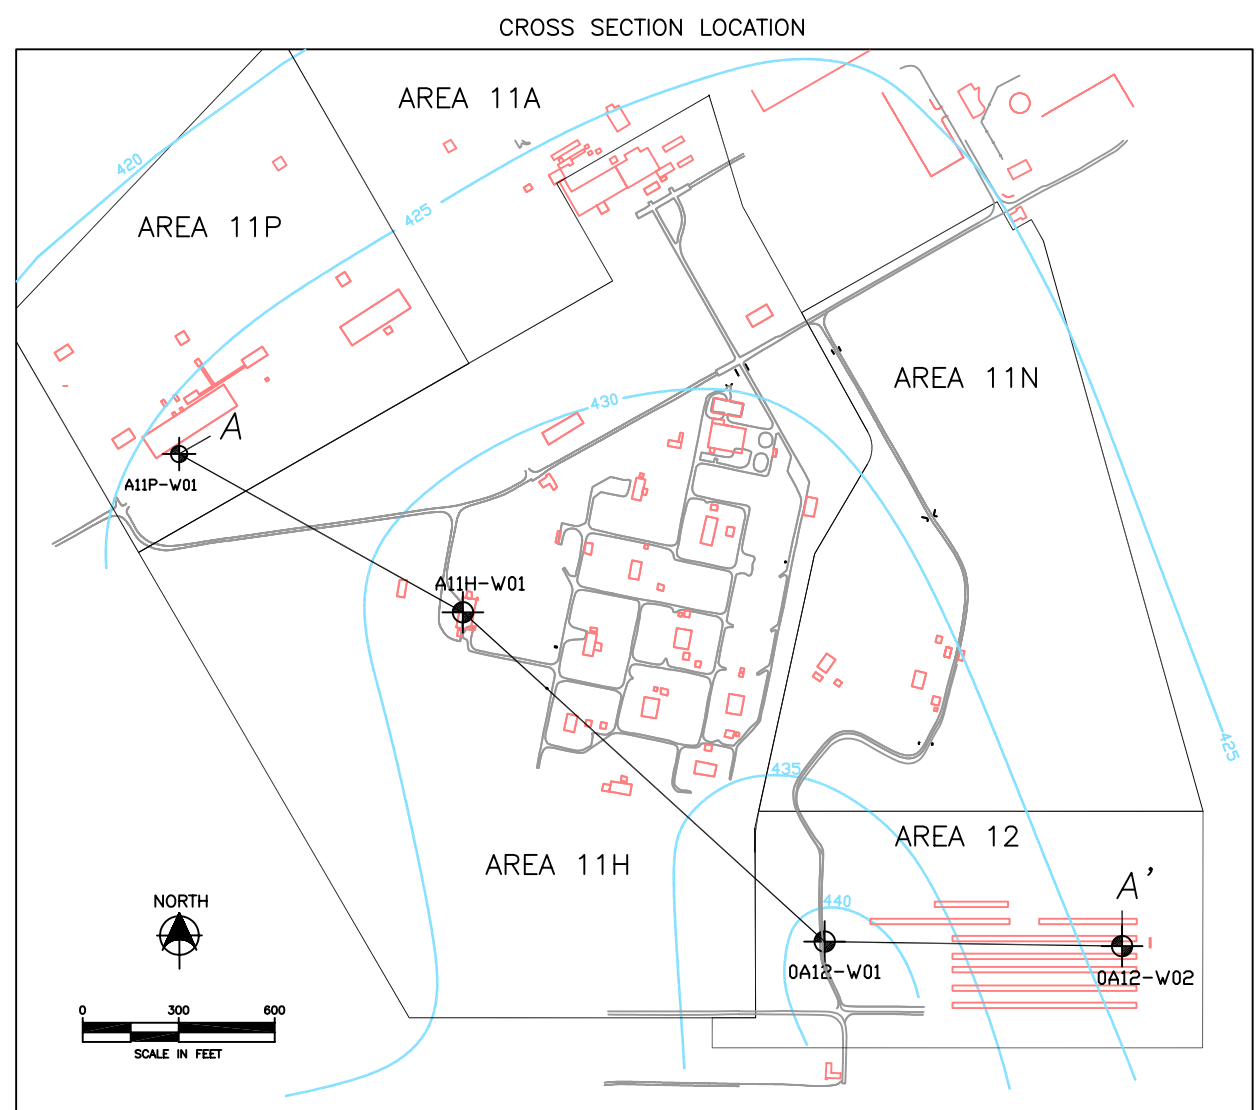 CROSS SECTION LOCATION
AREA 11A
420
425
AREA 11P
AREA 11N
430
A
A11P-W01
A11H-W01
425
435
AREA 12
AREA 11H
A'
NORTH
440
0A12-W01
0A12-W02
0 300 600
SCALE IN FEET